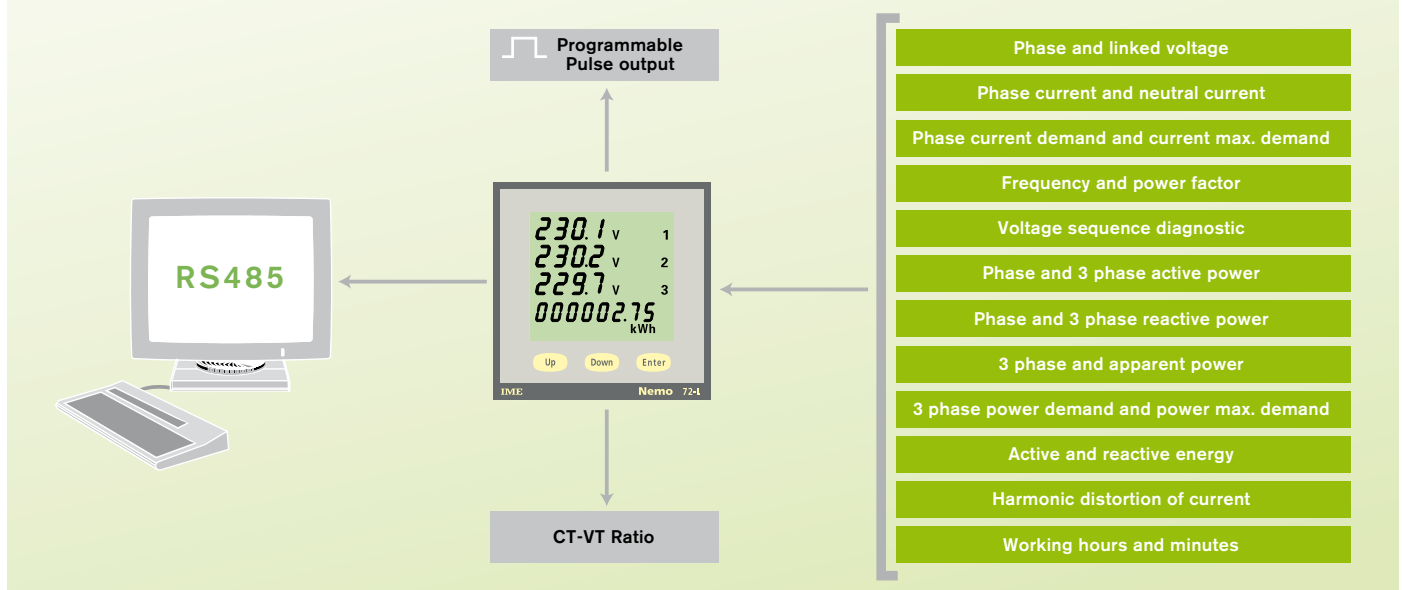 Programmable
Pulse output
RS485
230.1 V 1
230.2 V 2
229.7 V 3
000002.75
kWh
Up Down Enter
IME Nemo 72-L
CT-VT Ratio
Phase and linked voltage
Phase current and neutral current
Phase current demand and current max. demand
Frequency and power factor
Voltage sequence diagnostic
Phase and 3 phase active power
Phase and 3 phase reactive power
3 phase and apparent power
3 phase power demand and power max. demand
Active and reactive energy
Harmonic distortion of current
Working hours and minutes